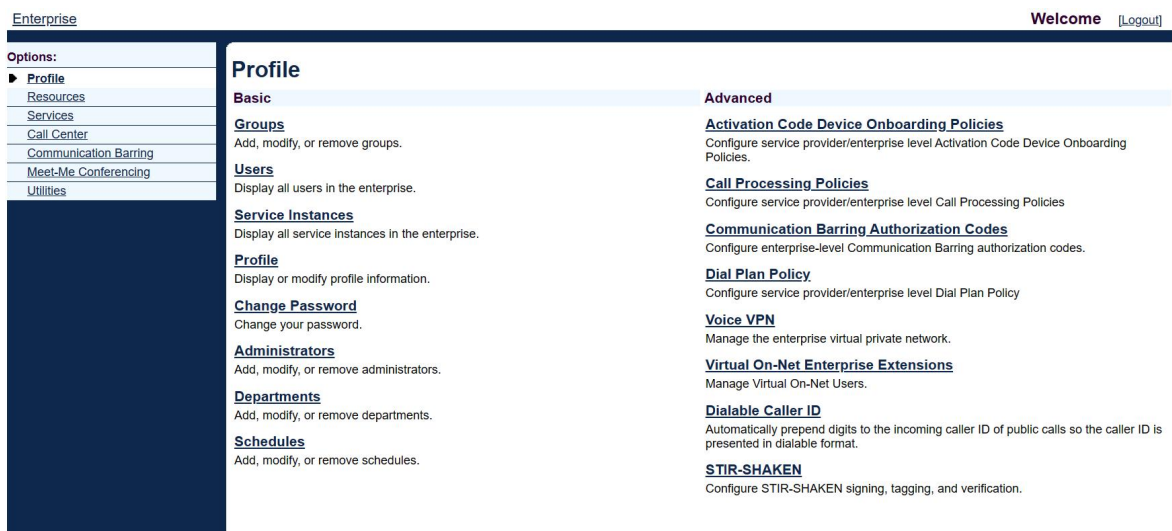 Enterprise
Welcome [Logout]
Options:
Profile
Resources
Services
Call Center
Communication Barring
Meet-Me Conferencing
Utilities
Profile
Basic
Groups
Add, modify, or remove groups.
Users
Display all users in the enterprise.
Service Instances
Display all service instances in the enterprise.
Profile
Display or modify profile information.
Change Password
Change your password.
Administrators
Add, modify, or remove administrators.
Departments
Add, modify, or remove departments.
Schedules
Add, modify, or remove schedules.
Advanced
Activation Code Device Onboarding Policies
Configure service provider/enterprise level Activation Code Device Onboarding
Policies.
Call Processing Policies
Configure service provider/enterprise level Call Processing Policies
Communication Barring Authorization Codes
Configure enterprise-level Communication Barring authorization codes.
Dial Plan Policy
Configure service provider/enterprise level Dial Plan Policy
Voice VPN
Manage the enterprise virtual private network.
Virtual On-Net Enterprise Extensions
Manage Virtual On-Net Users.
Dialable Caller ID
Automatically prepend digits to the incoming caller ID of public calls so the caller ID is
presented in dialable format.
STIR-SHAKEN
Configure STIR-SHAKEN signing, tagging, and verification.